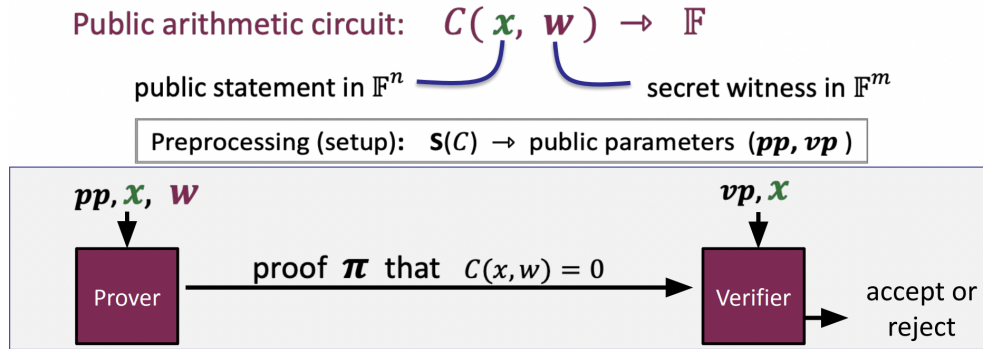 Public arithmetic circuit: C( x, w ) → 𝔽
public statement in 𝔽ⁿ secret witness in 𝔽ᵐ
Preprocessing (setup): S(C) → public parameters (pp, vp )
pp, x, w vp, x
proof π that C(x, w) = 0
Prover Verifier
accept or
reject